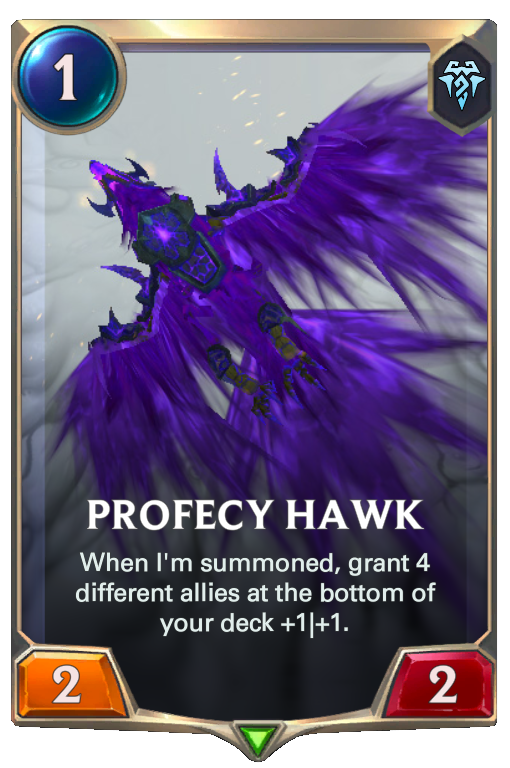 1
PROFECY HAWK
When I'm summoned, grant 4
different allies at the bottom of
your deck +1|+1.
2 2